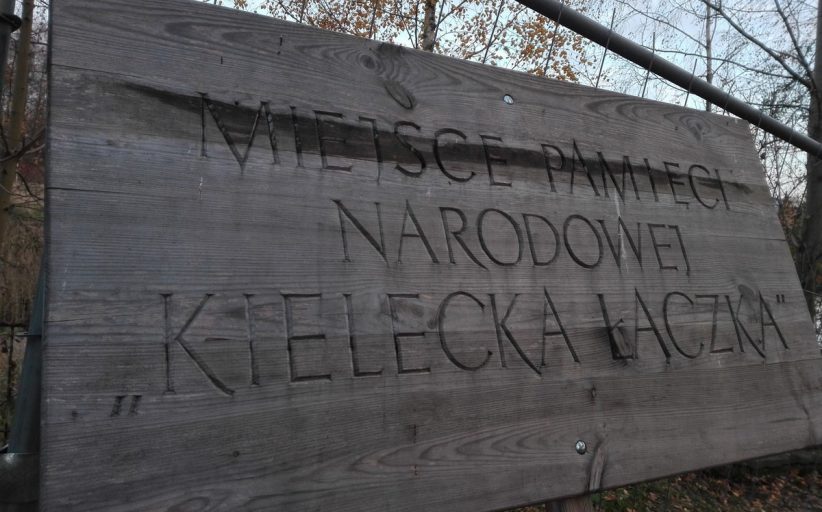 MIEJSCE PAMIĘCI
NARODOWEJ
„KIELECKA ŁĄCZKA"